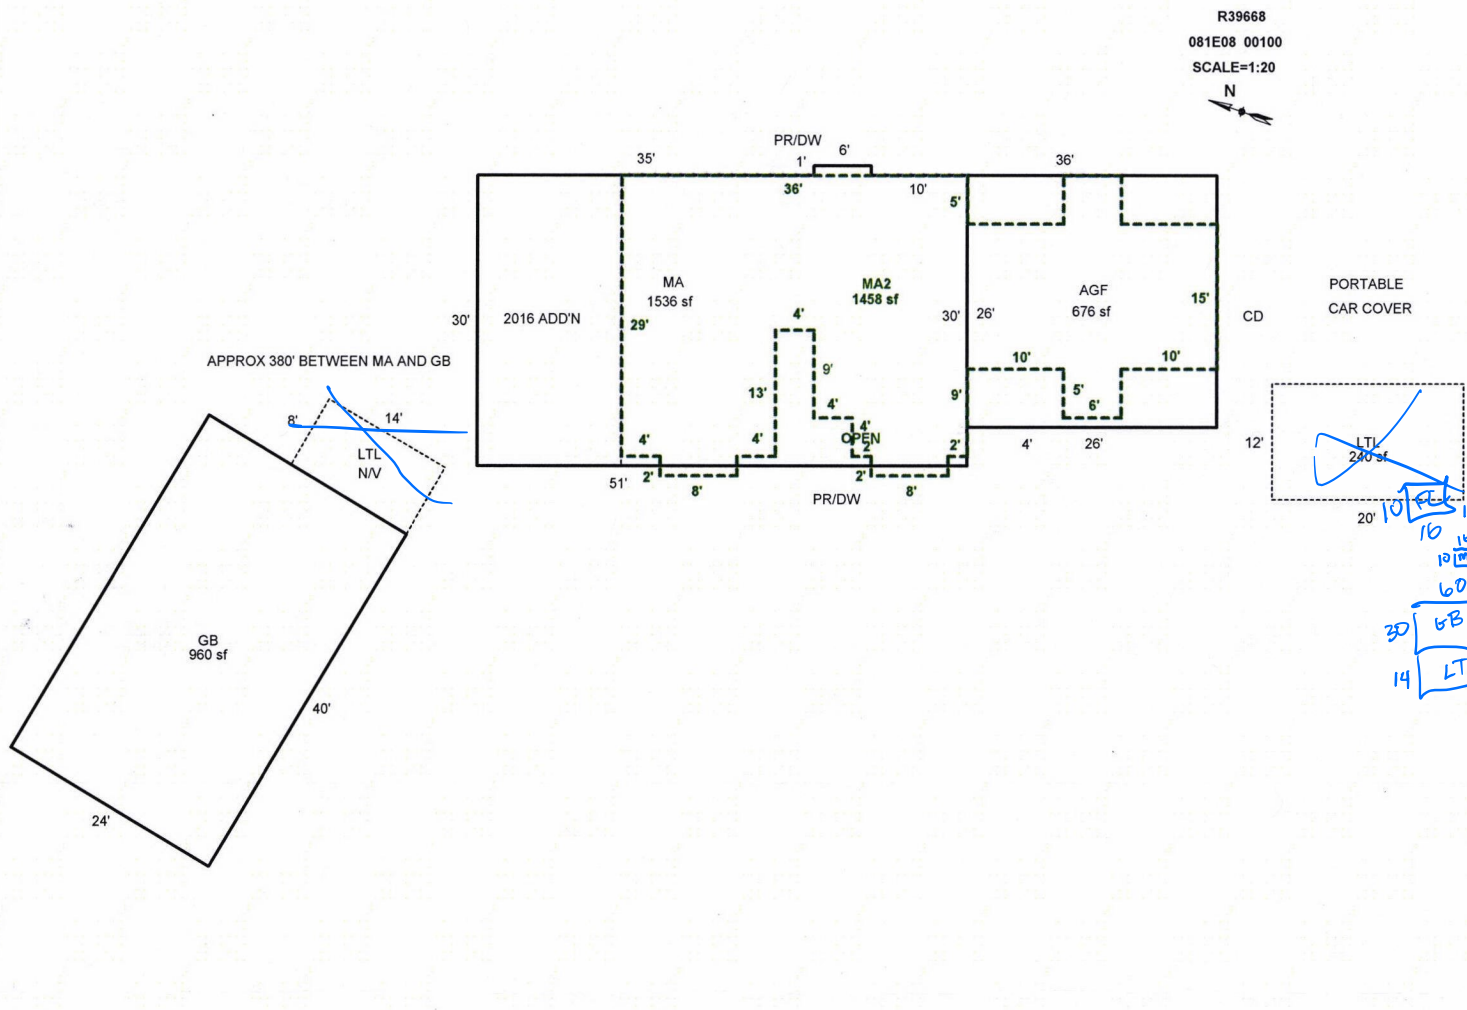 R39668
081E08 00100
SCALE=1:20
N
PR/DW
35'
1'
6'
36'
36'
10'
5'
MA
1536 sf
MA2
1458 sf
AGF
676 sf
15'
PORTABLE
CAR COVER
30'
2016 ADD'N
29'
4'
30'
26'
CD
APPROX 380' BETWEEN MA AND GB
10'
10'
9'
13'
4'
5'
6'
9'
8'
14'
LTL
N/V
4'
4'
4'
OPEN
2'
2'
4'
26'
12'
LTL
240 sf
51'
2'
8'
2'
8'
PR/DW
20'
10
16
10
60
30
GB
14
LT
GB
960 sf
40'
24'